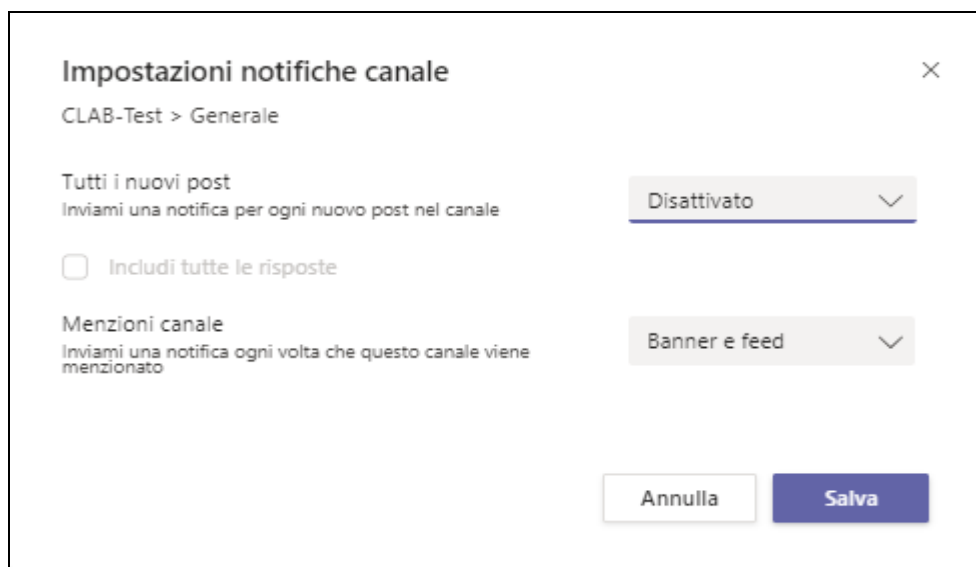 Impostazioni notifiche canale
CLAB-Test > Generale
Tutti i nuovi post
Inviami una notifica per ogni nuovo post nel canale
Disattivato
Includi tutte le risposte
Menzioni canale
Inviami una notifica ogni volta che questo canale viene
menzionato
Banner e feed
Annulla
Salva